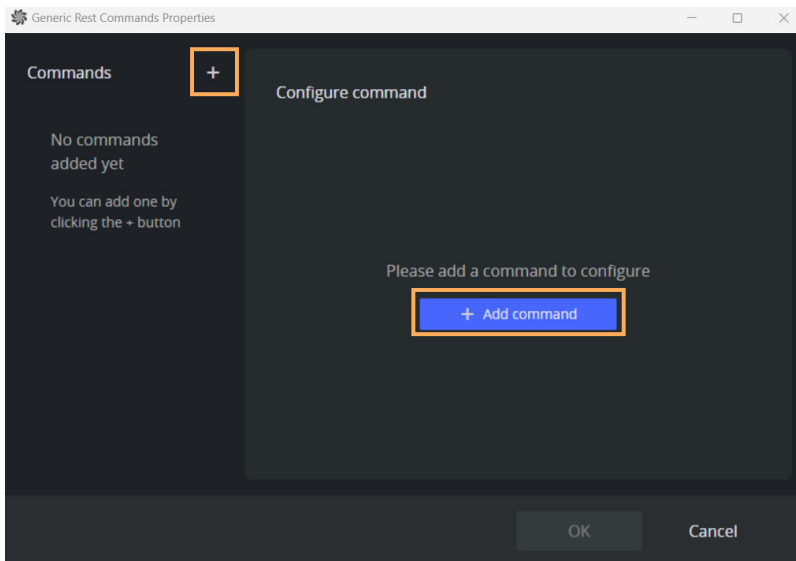 Generic Rest Commands Properties
Commands +
Configure command
No commands
added yet
You can add one by
clicking the + button
Please add a command to configure
+ Add command
OK
Cancel